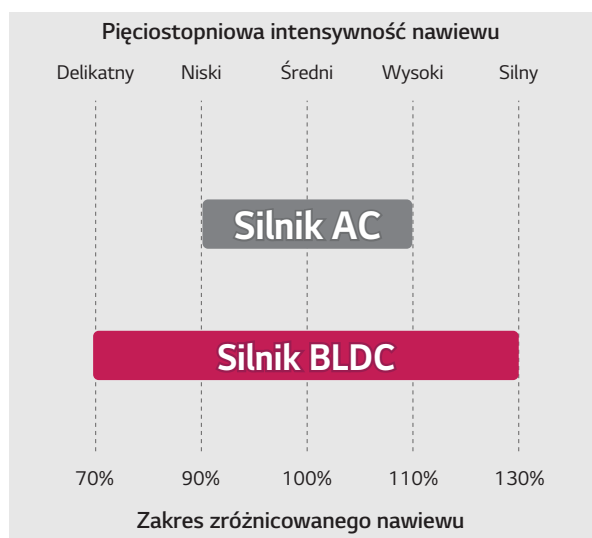 Pięciostopniowa intensywność nawiewu
Delikatny Niski Średni Wysoki Silny
Silnik AC
Silnik BLDC
70% 90% 100% 110% 130%
Zakres zróżnicowanego nawiewu